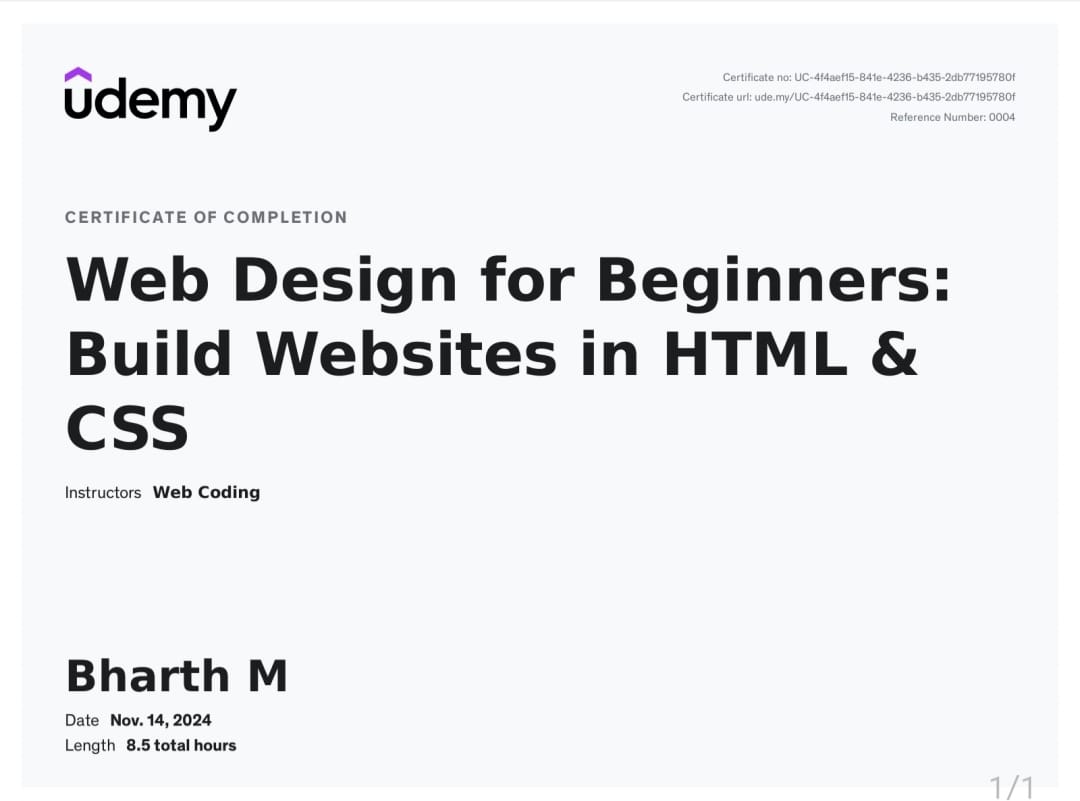 udemy
Certificate no: UC-4f4aef15-841e-4236-b435-2db77195780f
Certificate url: ude.my/UC-4f4aef15-841e-4236-b435-2db77195780f
Reference Number: 0004
CERTIFICATE OF COMPLETION
Web Design for Beginners:
Build Websites in HTML &
CSS
Instructors Web Coding
Bharth M
Date Nov. 14, 2024
Length 8.5 total hours
1/1